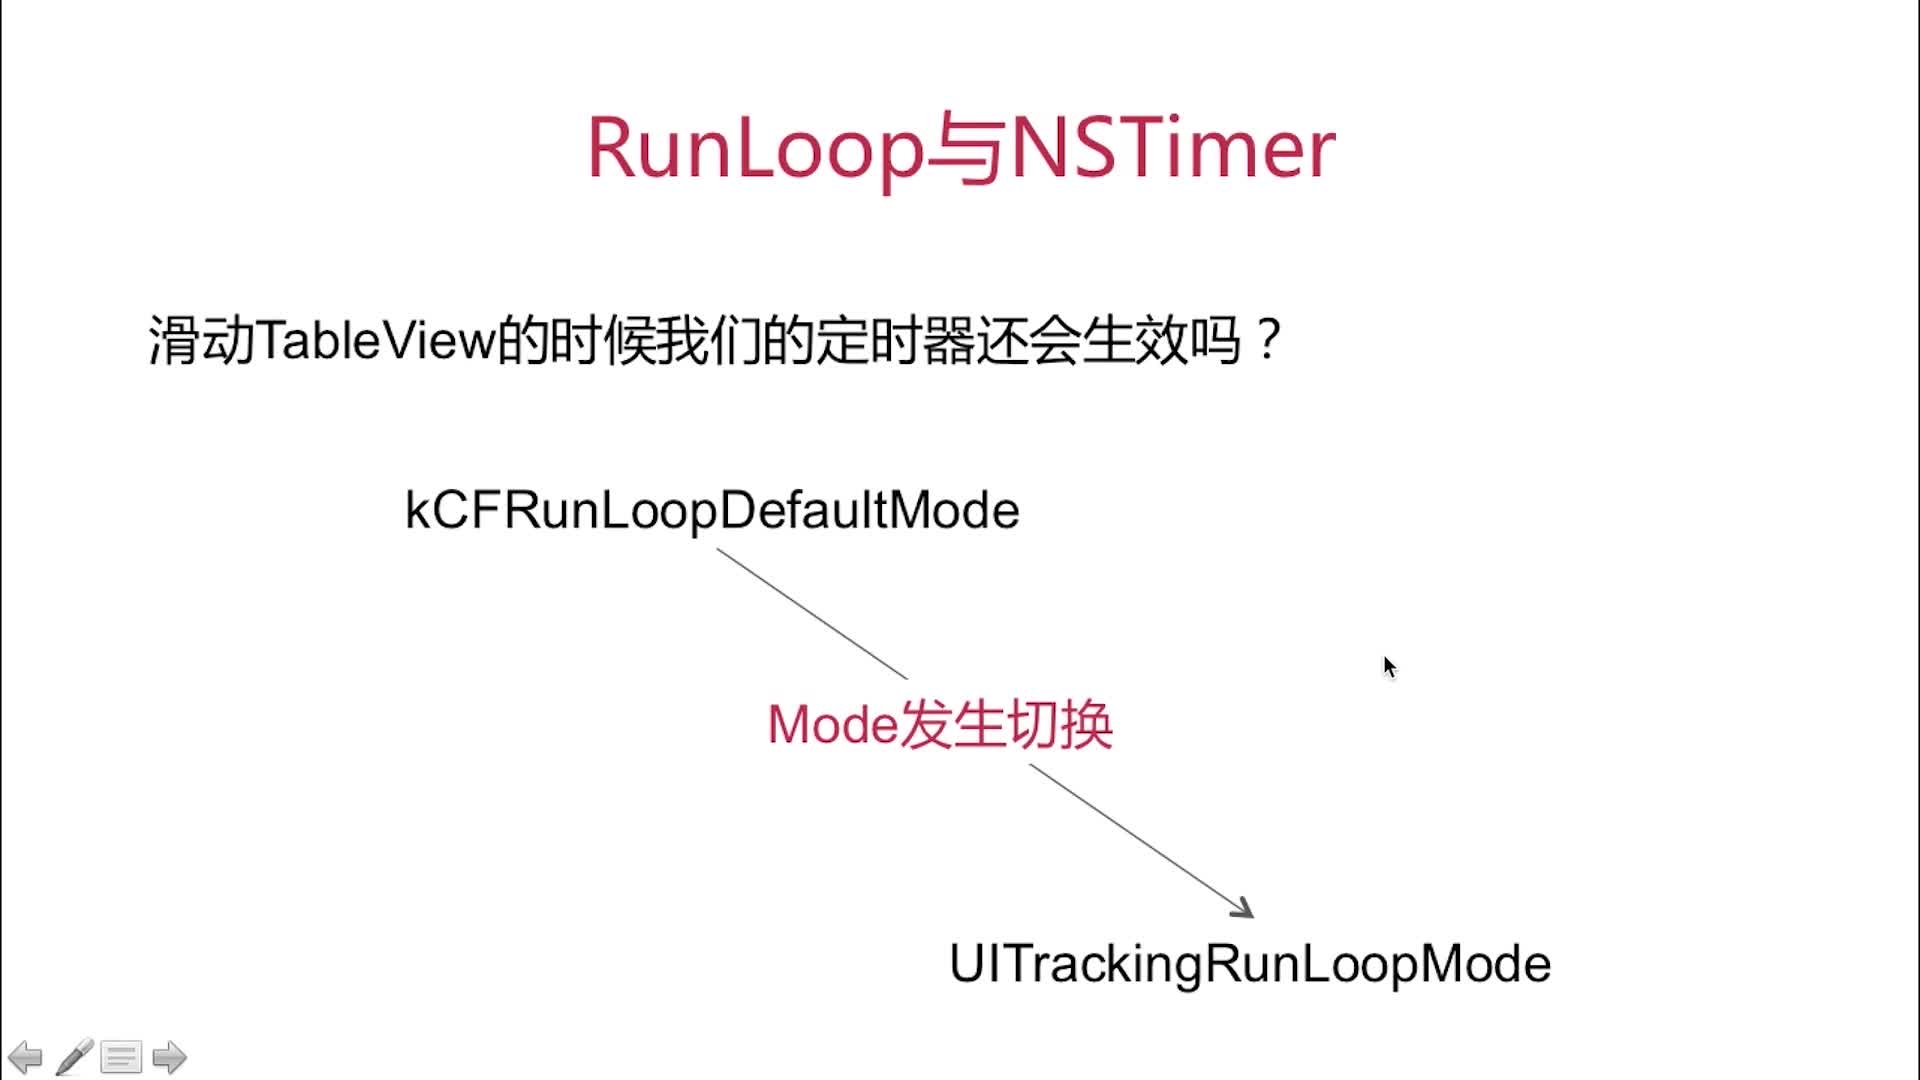 RunLoop与NSTimer
滑动TableView的时候我们的定时器还会生效吗？
kCFRunLoopDefaultMode
Mode发生切换
UITrackingRunLoopMode